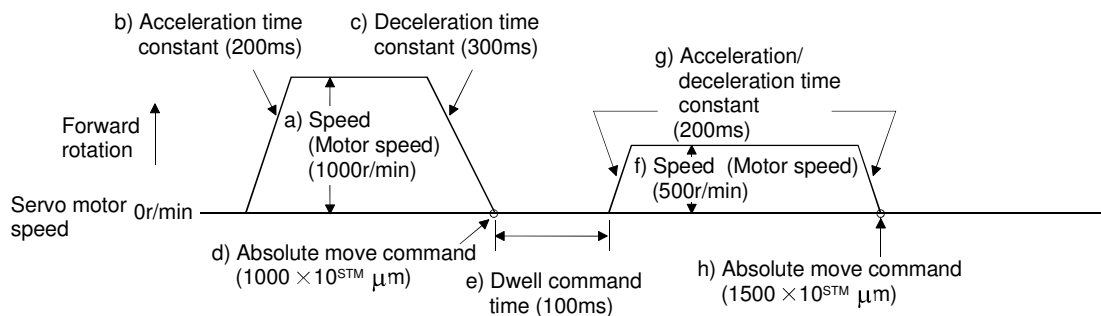 b) Acceleration time
constant (200ms)
c) Deceleration time
constant (300ms)
g) Acceleration/
deceleration time
constant
(200ms)
Forward
rotation
a) Speed
(Motor speed)
(1000r/min)
f) Speed (Motor speed)
(500r/min)
Servo motor
speed
0r/min
d) Absolute move command
(1000 ×10ˢᵀᴹ μm)
e) Dwell command
time (100ms)
h) Absolute move command
(1500 ×10ˢᵀᴹ μm)